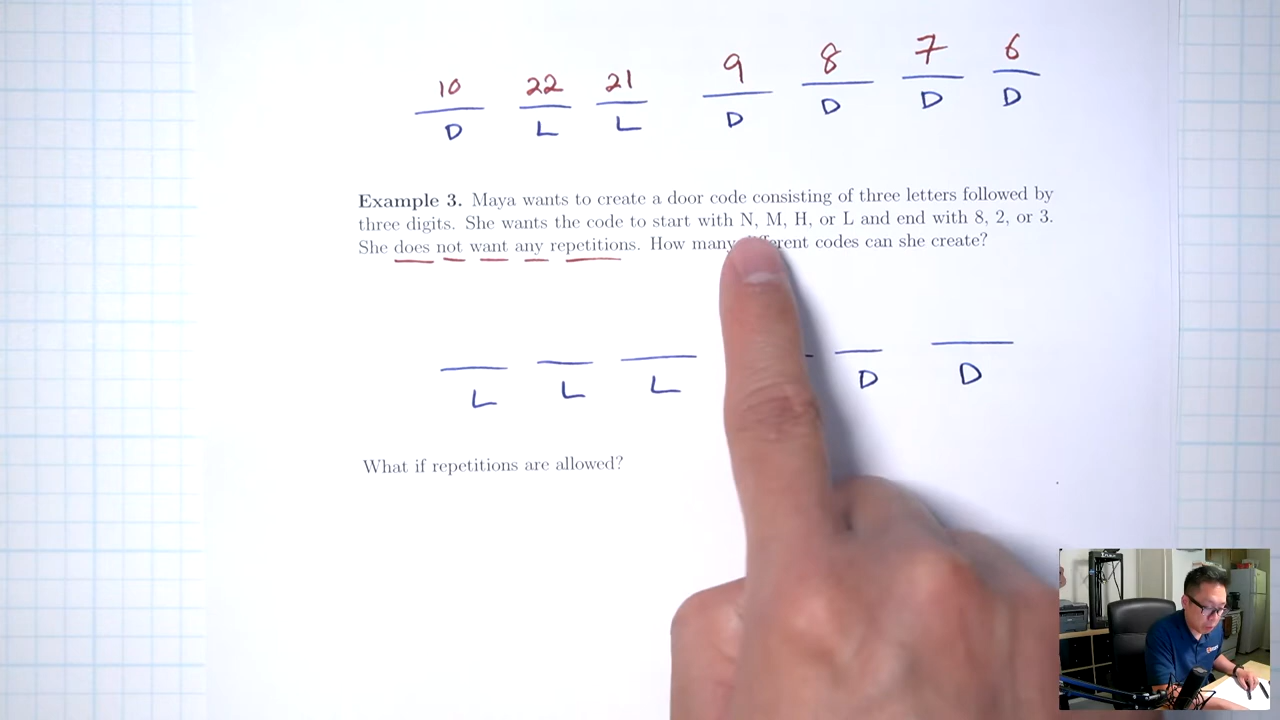 10 22 21 9 8 7 6
D L L D D D D
Example 3. Maya wants to create a door code consisting of three letters followed by
three digits. She wants the code to start with N, M, H, or L and end with 8, 2, or 3.
She does not want any repetitions. How many codes can she create?
L L L D D
What if repetitions are allowed?